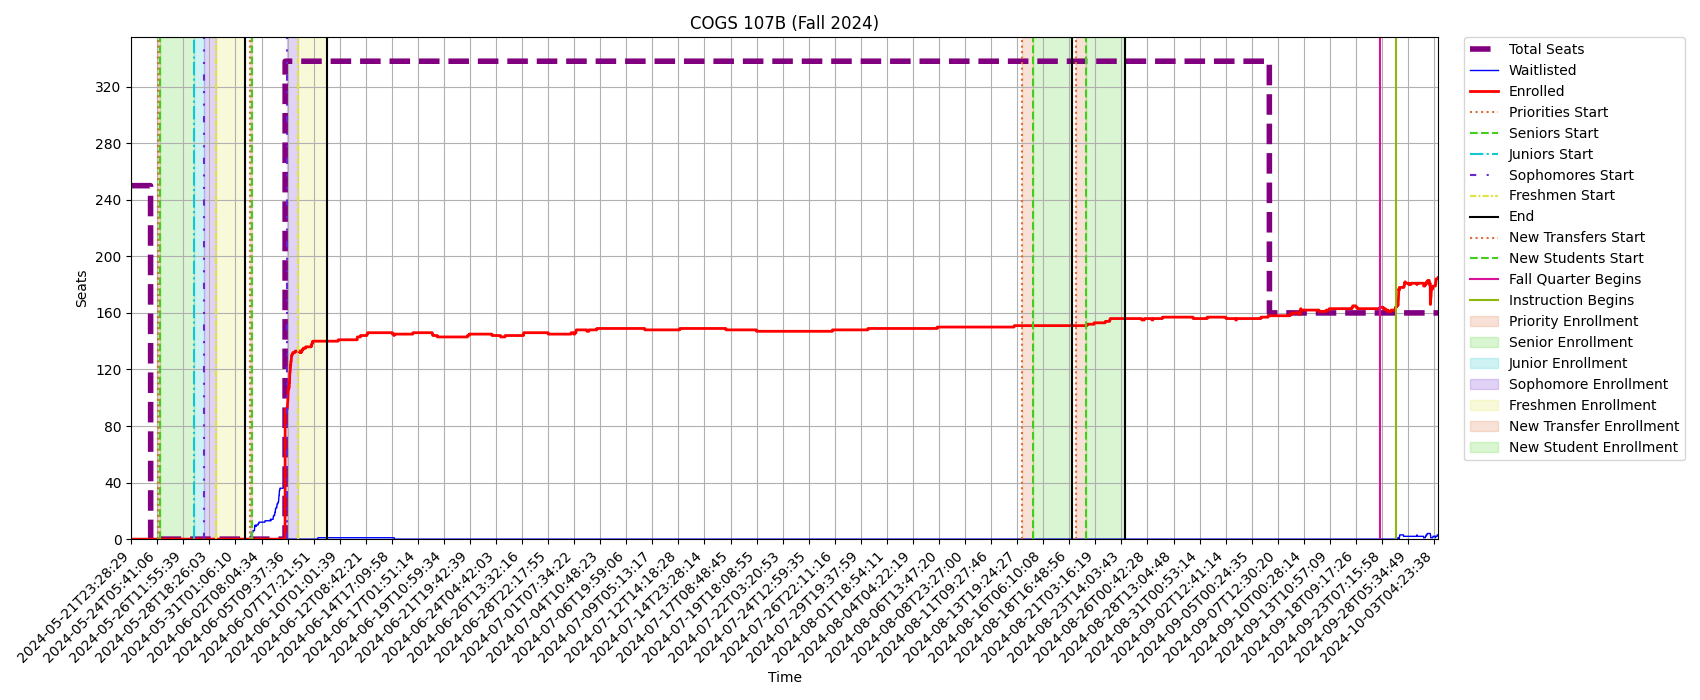 COGS 107B (Fall 2024)
Seats
320
280
240
200
160
120
80
40
0
2024-05-21T23:28:29
2024-05-24T05:41:06
2024-05-26T11:55:39
2024-05-28T18:26:03
2024-05-31T01:06:10
2024-06-02T08:04:34
2024-06-05T09:37:36
2024-06-07T17:21:51
2024-06-10T01:01:39
2024-06-12T08:42:21
2024-06-14T17:09:58
2024-06-17T01:51:14
2024-06-19T10:59:34
2024-06-21T19:42:39
2024-06-24T04:42:03
2024-06-26T13:32:16
2024-06-28T22:17:55
2024-07-01T07:34:22
2024-07-04T10:48:23
2024-07-06T19:59:06
2024-07-09T05:13:17
2024-07-12T14:18:28
2024-07-14T23:28:14
2024-07-17T08:48:45
2024-07-19T18:08:55
2024-07-22T03:20:53
2024-07-24T12:59:35
2024-07-26T22:11:16
2024-07-29T19:37:59
2024-08-01T18:54:11
2024-08-04T04:22:19
2024-08-06T13:47:20
2024-08-08T23:27:00
2024-08-11T09:27:46
2024-08-13T19:24:27
2024-08-16T06:10:08
2024-08-18T16:48:56
2024-08-21T03:16:19
2024-08-23T14:03:43
2024-08-26T00:42:28
2024-08-28T13:04:48
2024-08-31T00:53:14
2024-09-02T12:41:14
2024-09-05T00:24:35
2024-09-07T12:30:20
2024-09-10T00:28:14
2024-09-13T10:57:09
2024-09-18T09:17:26
2024-09-23T07:15:58
2024-09-28T05:34:49
2024-10-03T04:23:38
Time
Total Seats
Waitlisted
Enrolled
Priorities Start
Seniors Start
Juniors Start
Sophomores Start
Freshmen Start
End
New Transfers Start
New Students Start
Fall Quarter Begins
Instruction Begins
Priority Enrollment
Senior Enrollment
Junior Enrollment
Sophomore Enrollment
Freshmen Enrollment
New Transfer Enrollment
New Student Enrollment